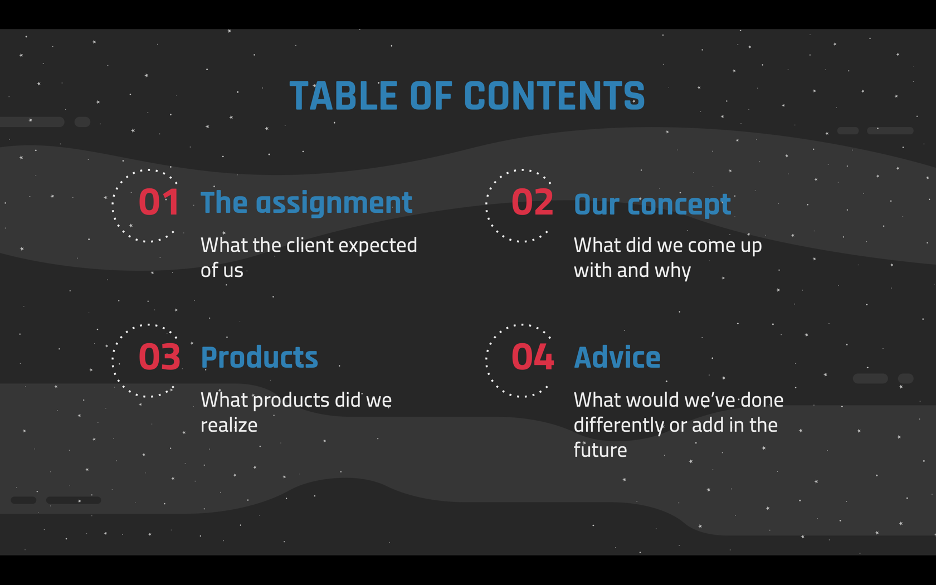 TABLE OF CONTENTS
01 The assignment
What the client expected
of us
02 Our concept
What did we come up
with and why
03 Products
What products did we
realize
04 Advice
What would we’ve done
differently or add in the
future